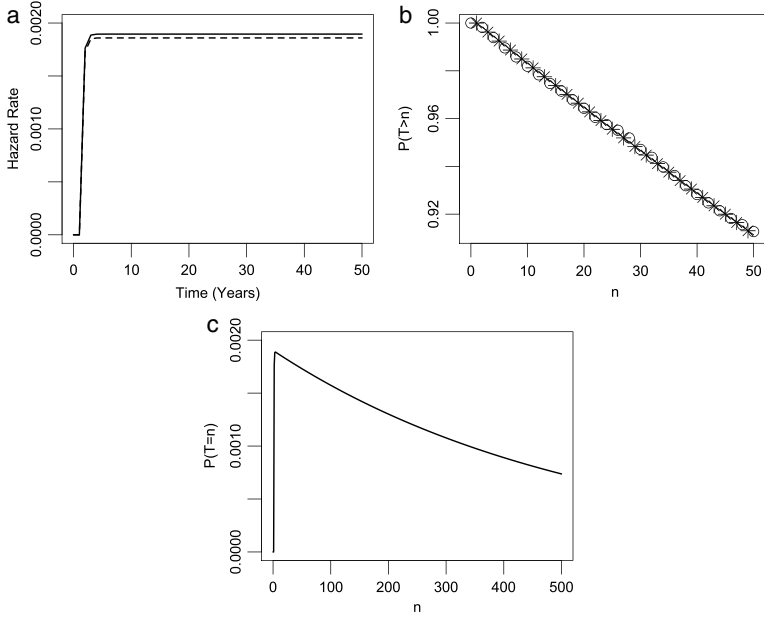 a
Hazard Rate
0.0000 0.0010 0.0020
0 10 20 30 40 50
Time (Years)
b
P(T>n)
0.92 0.96 1.00
0 10 20 30 40 50
n
c
P(T=n)
0.0000 0.0010 0.0020
0 100 200 300 400 500
n